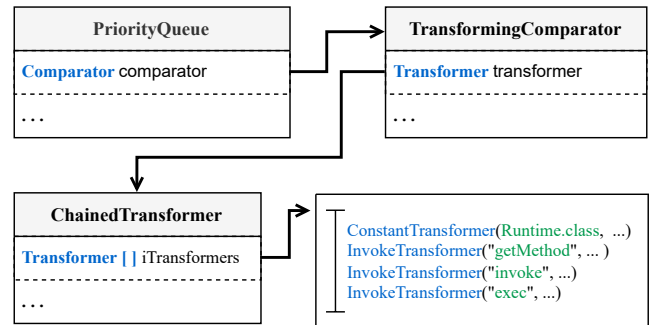 PriorityQueue
Comparator comparator
...
TransformingComparator
Transformer transformer
...
ChainedTransformer
Transformer [ ] iTransformers
...
ConstantTransformer(Runtime.class, ...)
InvokeTransformer("getMethod", ... )
InvokeTransformer("invoke", ...)
InvokeTransformer("exec", ...)